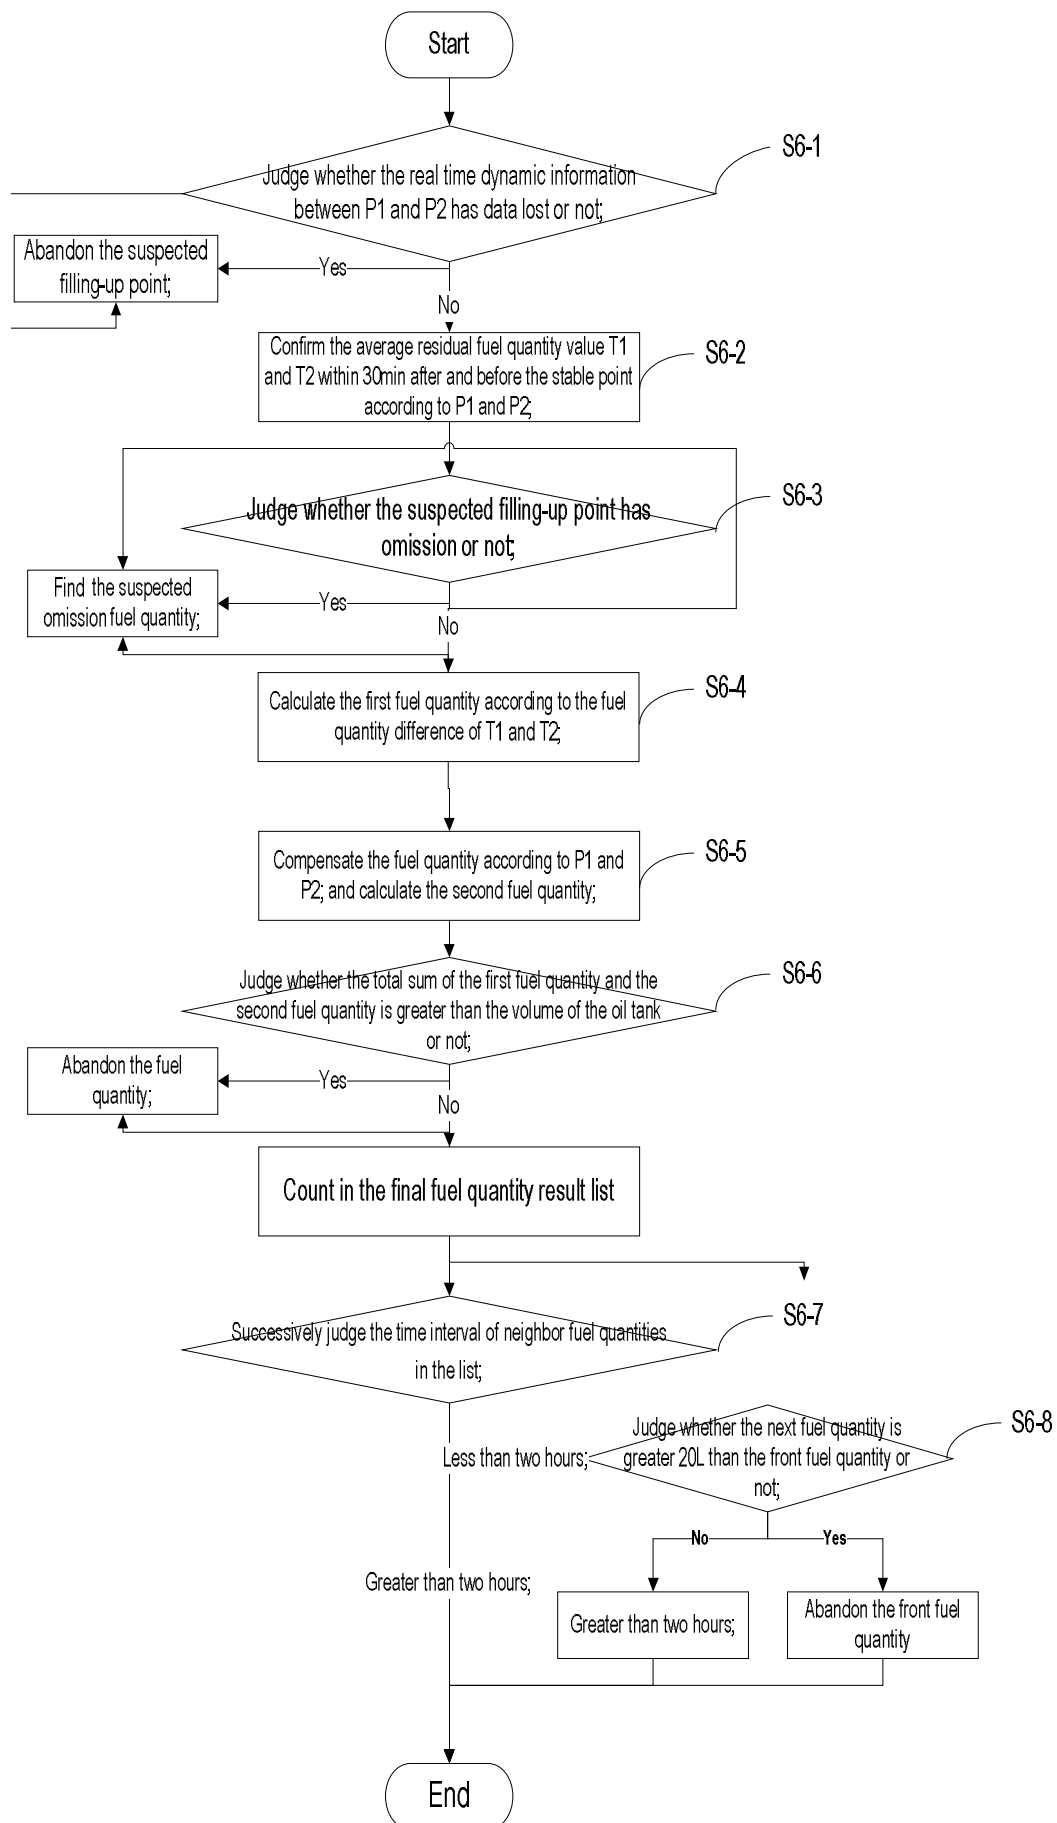 Start
S6-1
Judge whether the real time dynamic information
between P1 and P2 has data lost or not;
Abandon the suspected
filling-up point;
Yes
No
Confirm the average residual fuel quantity value T1
and T2 within 30min after and before the stable point
according to P1 and P2;
S6-2
S6-3
Judge whether the suspected filling-up point has
omission or not;
Find the suspected
omission fuel quantity;
Yes
No
S6-4
Calculate the first fuel quantity according to the fuel
quantity difference of T1 and T2;
S6-5
Compensate the fuel quantity according to P1 and
P2; and calculate the second fuel quantity;
S6-6
Judge whether the total sum of the first fuel quantity and the
second fuel quantity is greater than the volume of the oil tank
or not;
Abandon the fuel
quantity;
Yes
No
Count in the final fuel quantity result list
S6-7
Successively judge the time interval of neighbor fuel quantities
in the list;
S6-8
Less than two hours;
Judge whether the next fuel quantity is
greater 20L than the front fuel quantity or
not;
No
Yes
Greater than two hours;
Greater than two hours;
Abandon the front fuel
quantity
End